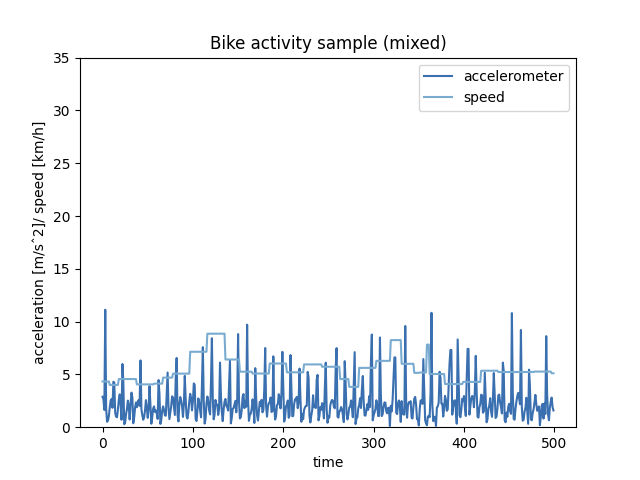 Bike activity sample (mixed)
accelerometer
speed
acceleration [m/sˆ2]/ speed [km/h]
35
30
25
20
15
10
5
0
0 100 200 300 400 500
time